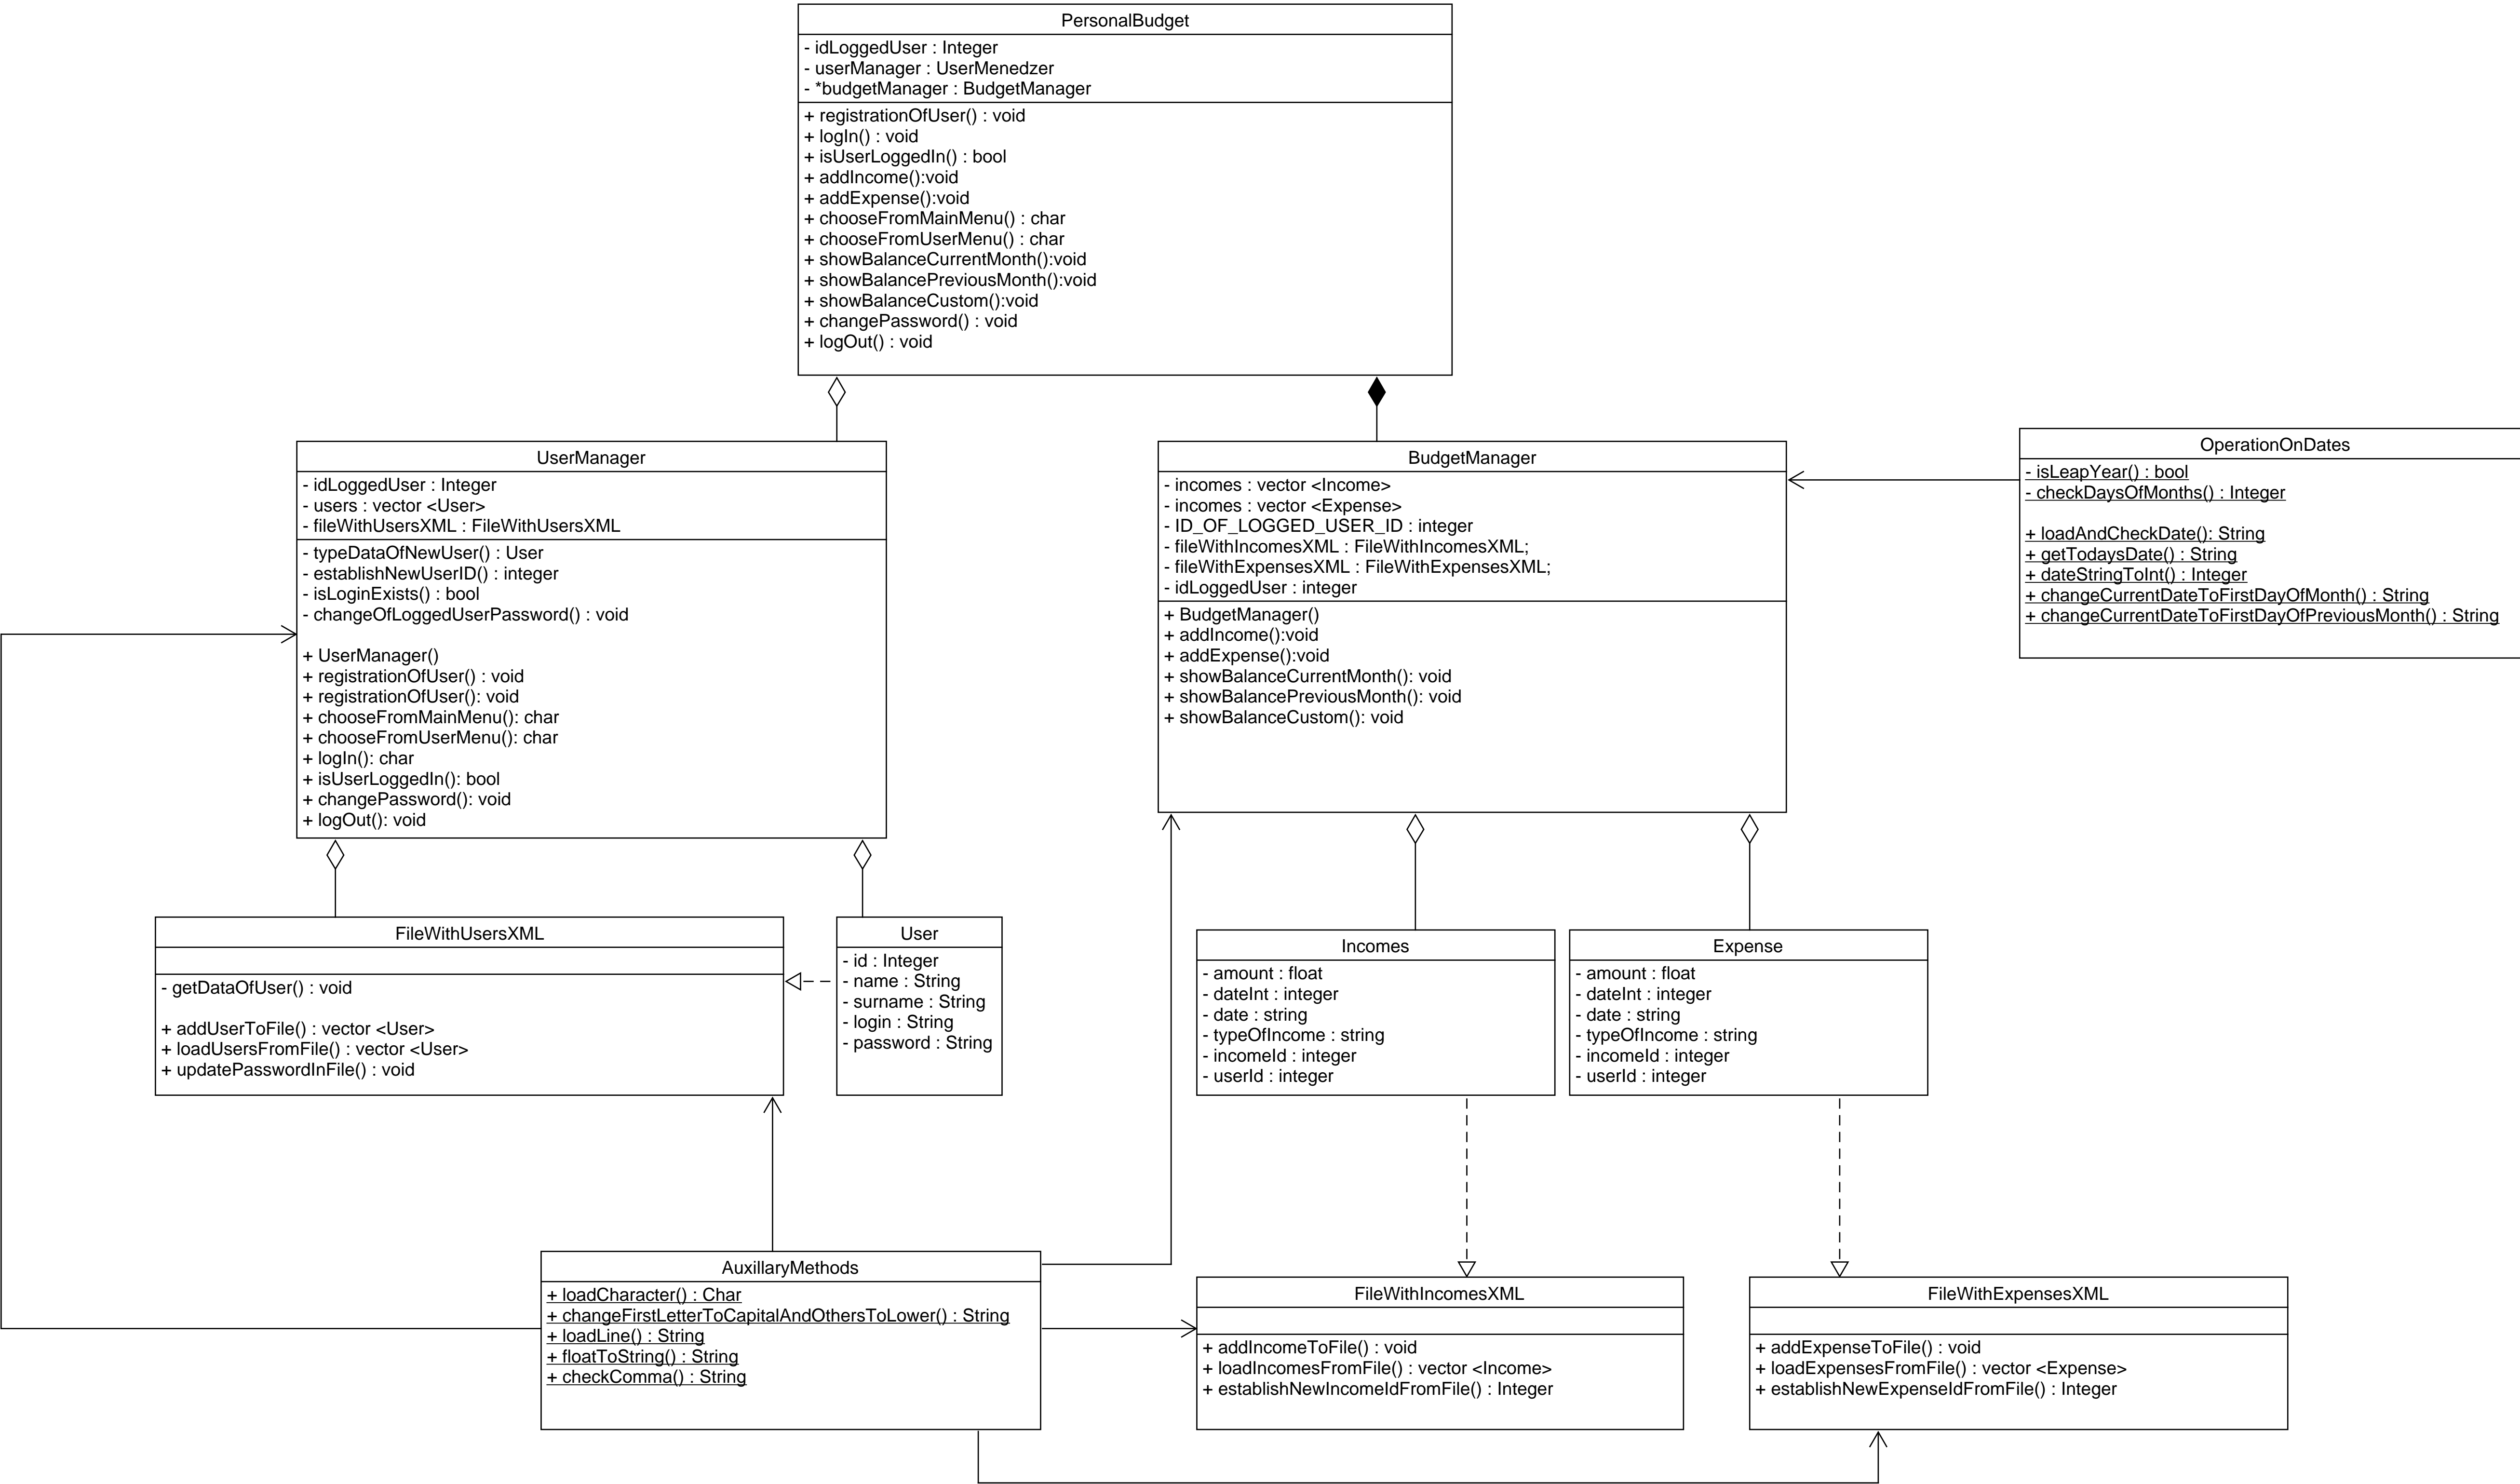 PersonalBudget
- idLoggedUser : Integer
- userManager : UserMenedzer
- *budgetManager : BudgetManager
+ registrationOfUser() : void
+ logIn() : void
+ isUserLoggedIn() : bool
+ addIncome():void
+ addExpense():void
+ chooseFromMainMenu() : char
+ chooseFromUserMenu() : char
+ showBalanceCurrentMonth():void
+ showBalancePreviousMonth():void
+ showBalanceCustom():void
+ changePassword() : void
+ logOut() : void
UserManager
- idLoggedUser : Integer
- users : vector <User>
- fileWithUsersXML : FileWithUsersXML
- typeDataOfNewUser() : User
- establishNewUserID() : integer
- isLoginExists() : bool
- changeOfLoggedUserPassword() : void
+ UserManager()
+ registrationOfUser() : void
+ registrationOfUser(): void
+ chooseFromMainMenu(): char
+ chooseFromUserMenu(): char
+ logIn(): char
+ isUserLoggedIn(): bool
+ changePassword(): void
+ logOut(): void
BudgetManager
- incomes : vector <Income>
- incomes : vector <Expense>
- ID_OF_LOGGED_USER_ID : integer
- fileWithIncomesXML : FileWithIncomesXML;
- fileWithExpensesXML : FileWithExpensesXML;
- idLoggedUser : integer
+ BudgetManager()
+ addIncome():void
+ addExpense():void
+ showBalanceCurrentMonth(): void
+ showBalancePreviousMonth(): void
+ showBalanceCustom(): void
OperationOnDates
- isLeapYear() : bool
- checkDaysOfMonths() : Integer
+ loadAndCheckDate(): String
+ getTodaysDate() : String
+ dateStringToInt() : Integer
+ changeCurrentDateToFirstDayOfMonth() : String
+ changeCurrentDateToFirstDayOfPreviousMonth() : String
FileWithUsersXML
- getDataOfUser() : void
+ addUserToFile() : vector <User>
+ loadUsersFromFile() : vector <User>
+ updatePasswordInFile() : void
User
- id : Integer
- name : String
- surname : String
- login : String
- password : String
Incomes
- amount : float
- dateInt : integer
- date : string
- typeOfIncome : string
- incomeId : integer
- userId : integer
Expense
- amount : float
- dateInt : integer
- date : string
- typeOfIncome : string
- incomeId : integer
- userId : integer
AuxillaryMethods
+ loadCharacter() : Char
+ changeFirstLetterToCapitalAndOthersToLower() : String
+ loadLine() : String
+ floatToString() : String
+ checkComma() : String
FileWithIncomesXML
+ addIncomeToFile() : void
+ loadIncomesFromFile() : vector <Income>
+ establishNewIncomeIdFromFile() : Integer
FileWithExpensesXML
+ addExpenseToFile() : void
+ loadExpensesFromFile() : vector <Expense>
+ establishNewExpenseIdFromFile() : Integer